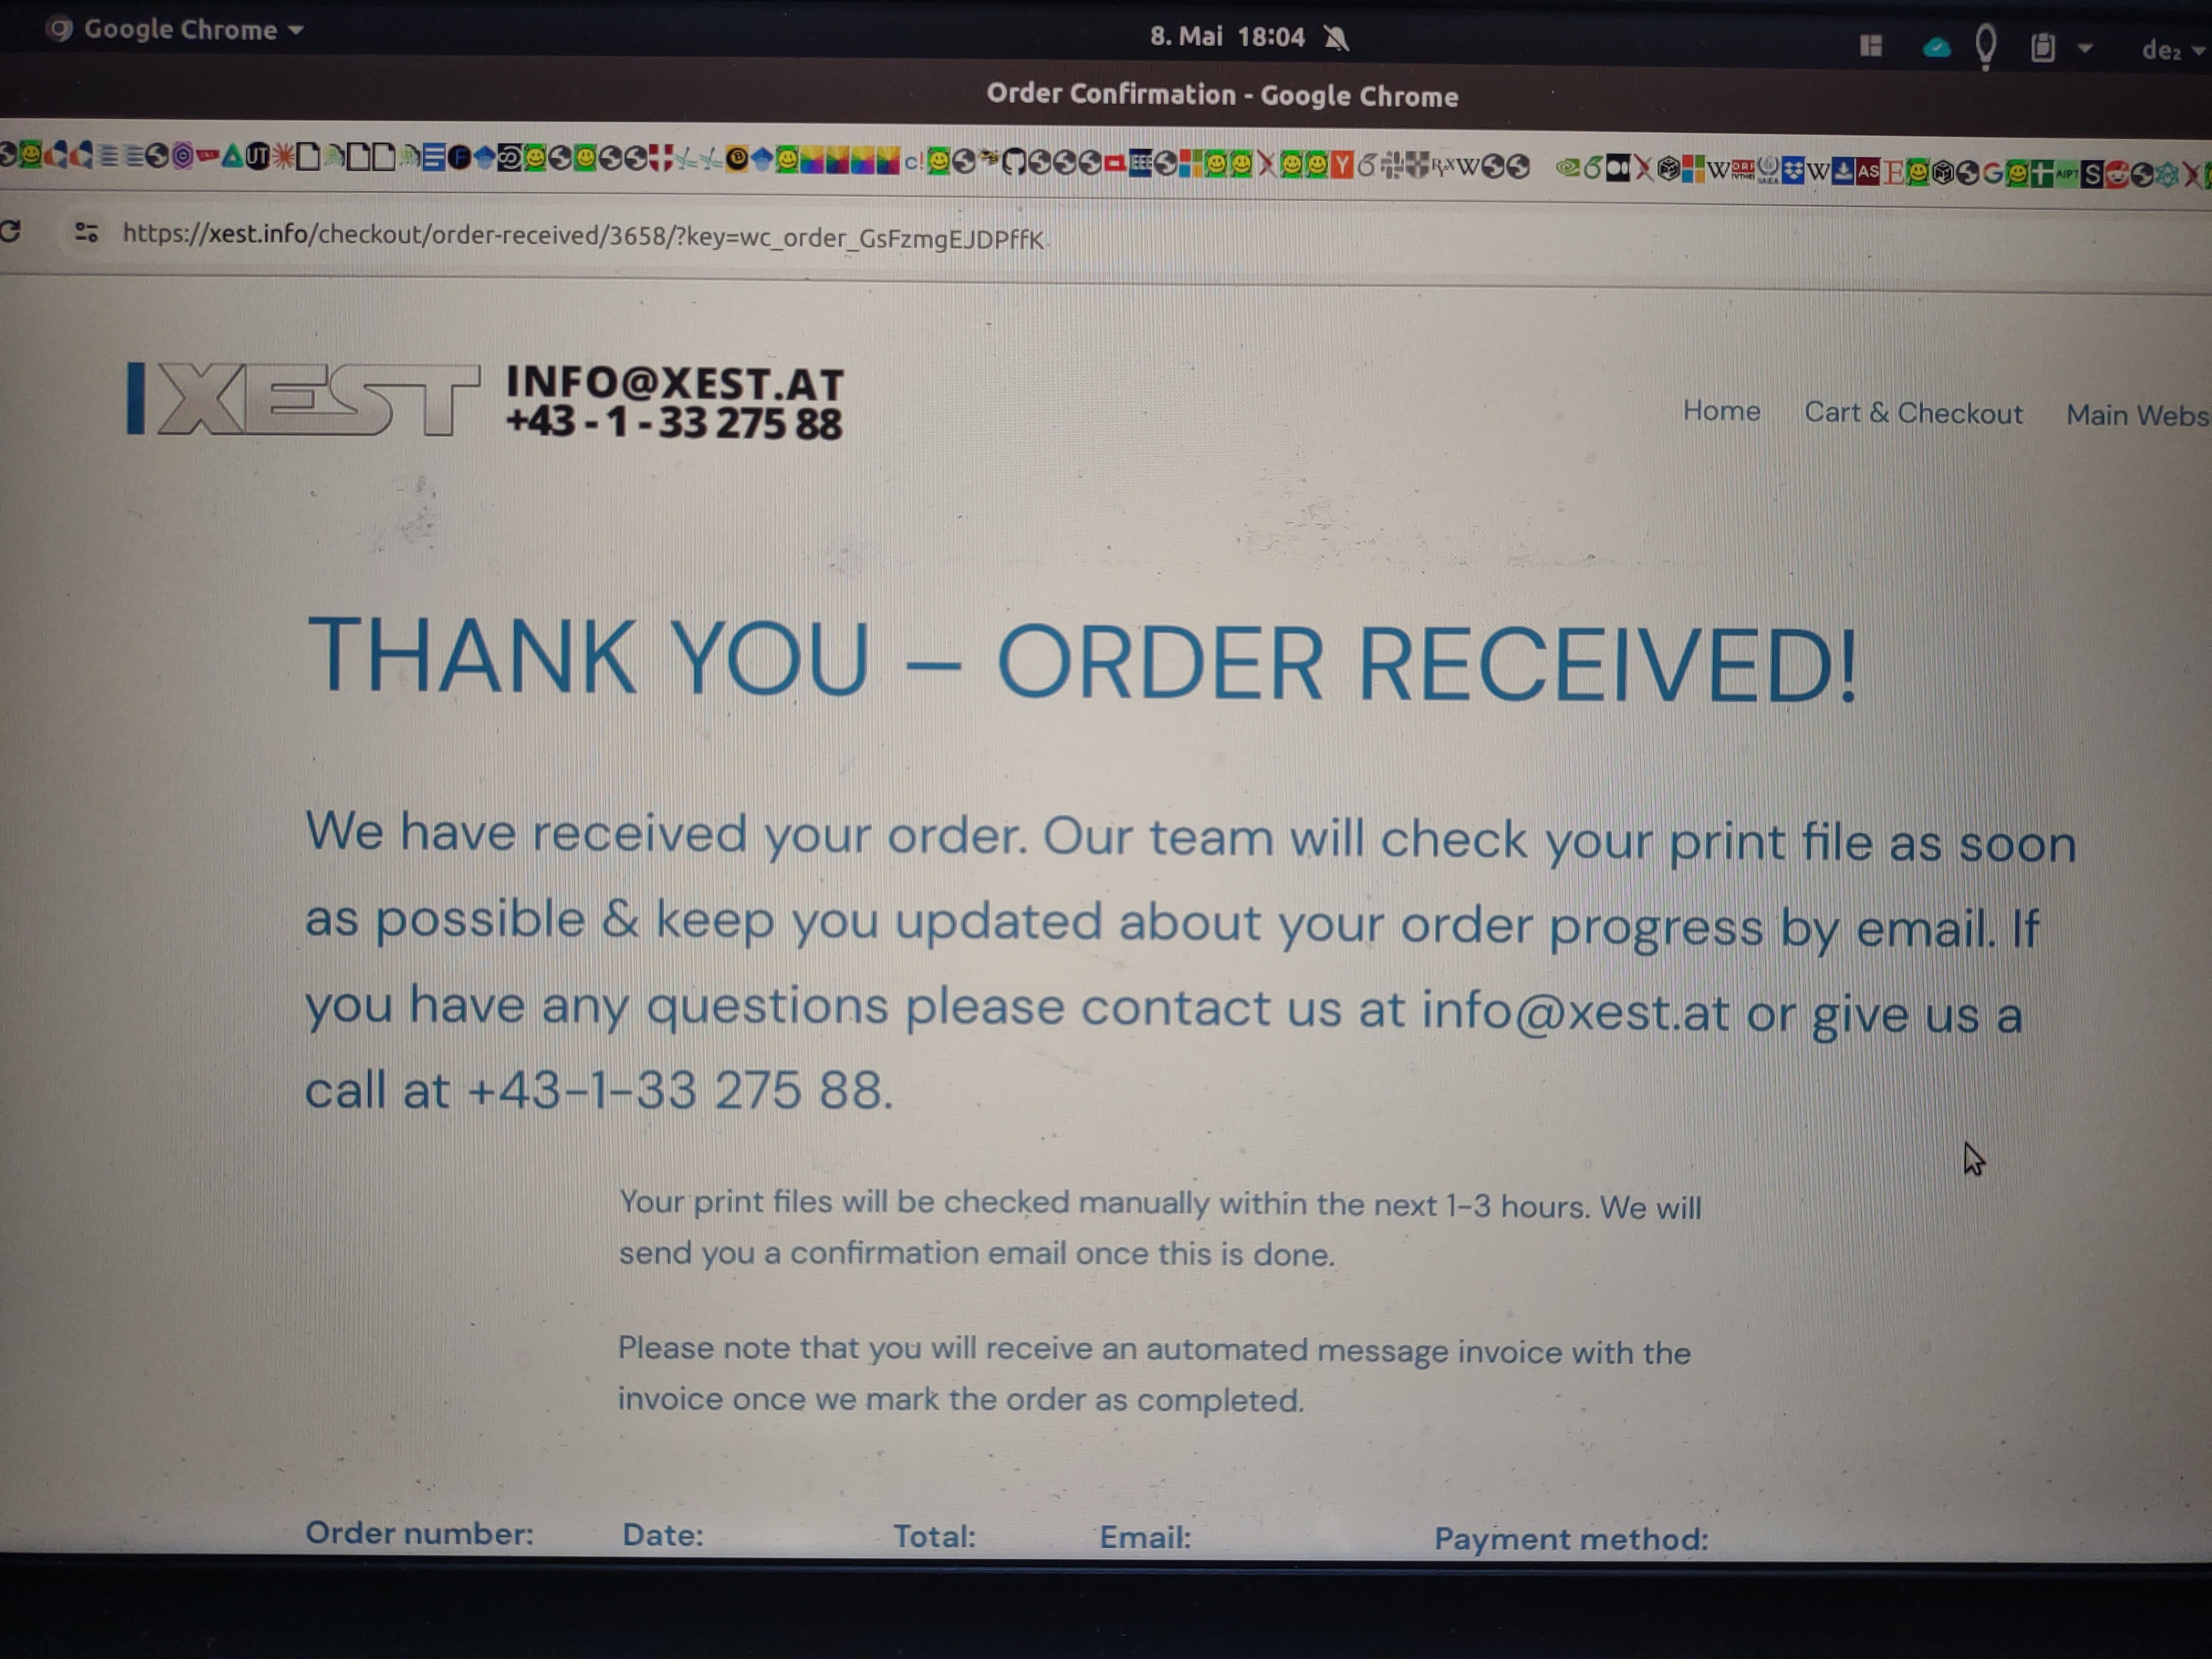 Google Chrome
8. Mai 18:04
de₂
Order Confirmation - Google Chrome
https://xest.info/checkout/order-received/3658/?key=wc_order_GsFzmgEJDPffK
XEST
INFO@XEST.AT
+43 - 1 - 33 275 88
Home Cart & Checkout Main Webs
THANK YOU – ORDER RECEIVED!
We have received your order. Our team will check your print file as soon
as possible & keep you updated about your order progress by email. If
you have any questions please contact us at info@xest.at or give us a
call at +43-1-33 275 88.
Your print files will be checked manually within the next 1-3 hours. We will
send you a confirmation email once this is done.
Please note that you will receive an automated message invoice with the
invoice once we mark the order as completed.
Order number: Date: Total: Email: Payment method: